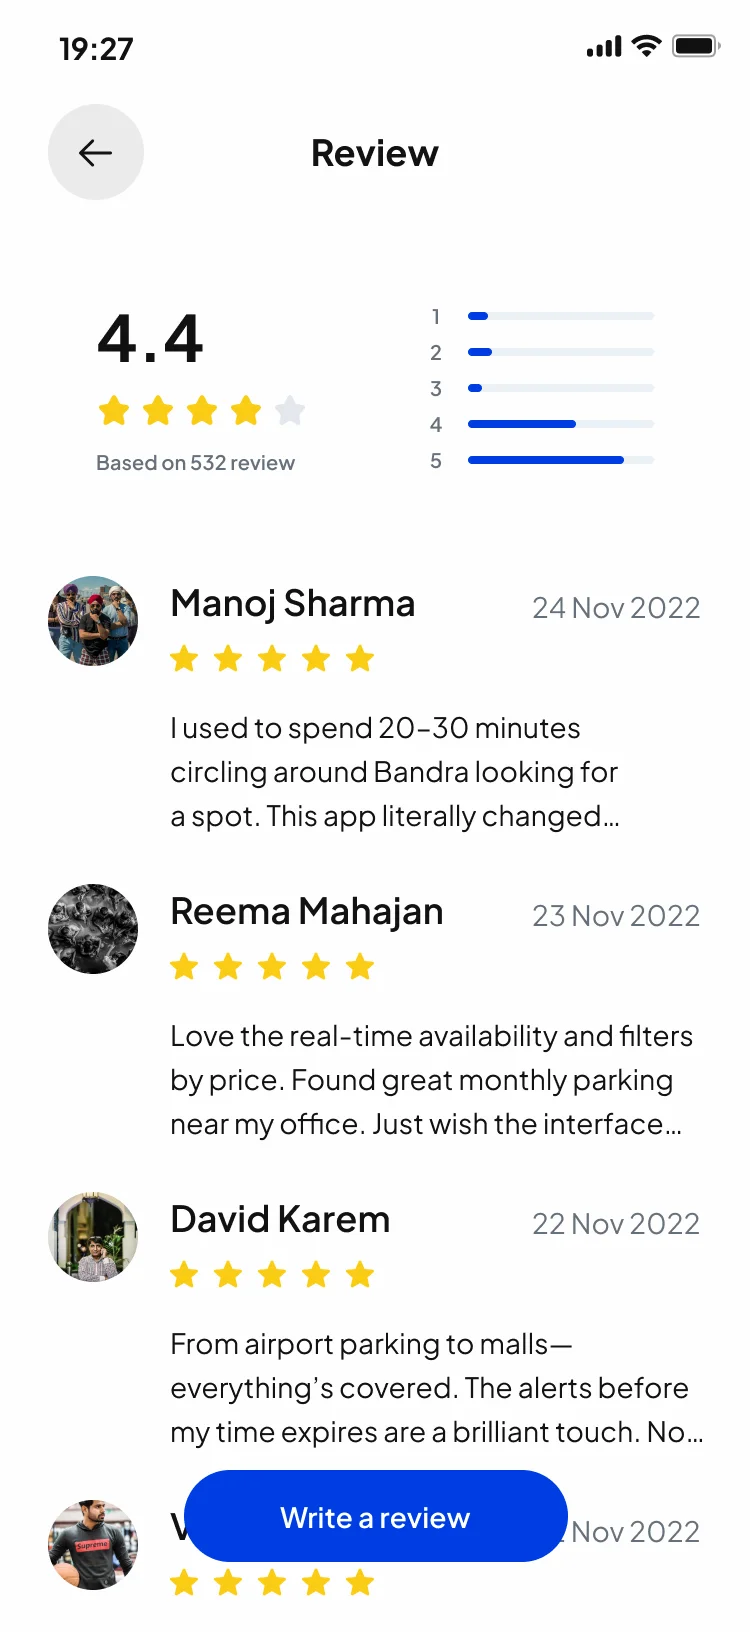 19:27
Review
4.4
Based on 532 review
1
2
3
4
5
Manoj Sharma
24 Nov 2022
I used to spend 20–30 minutes
circling around Bandra looking for
a spot. This app literally changed...
Reema Mahajan
23 Nov 2022
Love the real-time availability and filters
by price. Found great monthly parking
near my office. Just wish the interface...
David Karem
22 Nov 2022
From airport parking to malls—
everything’s covered. The alerts before
my time expires are a brilliant touch. No...
Supreme
Nov 2022
Write a review